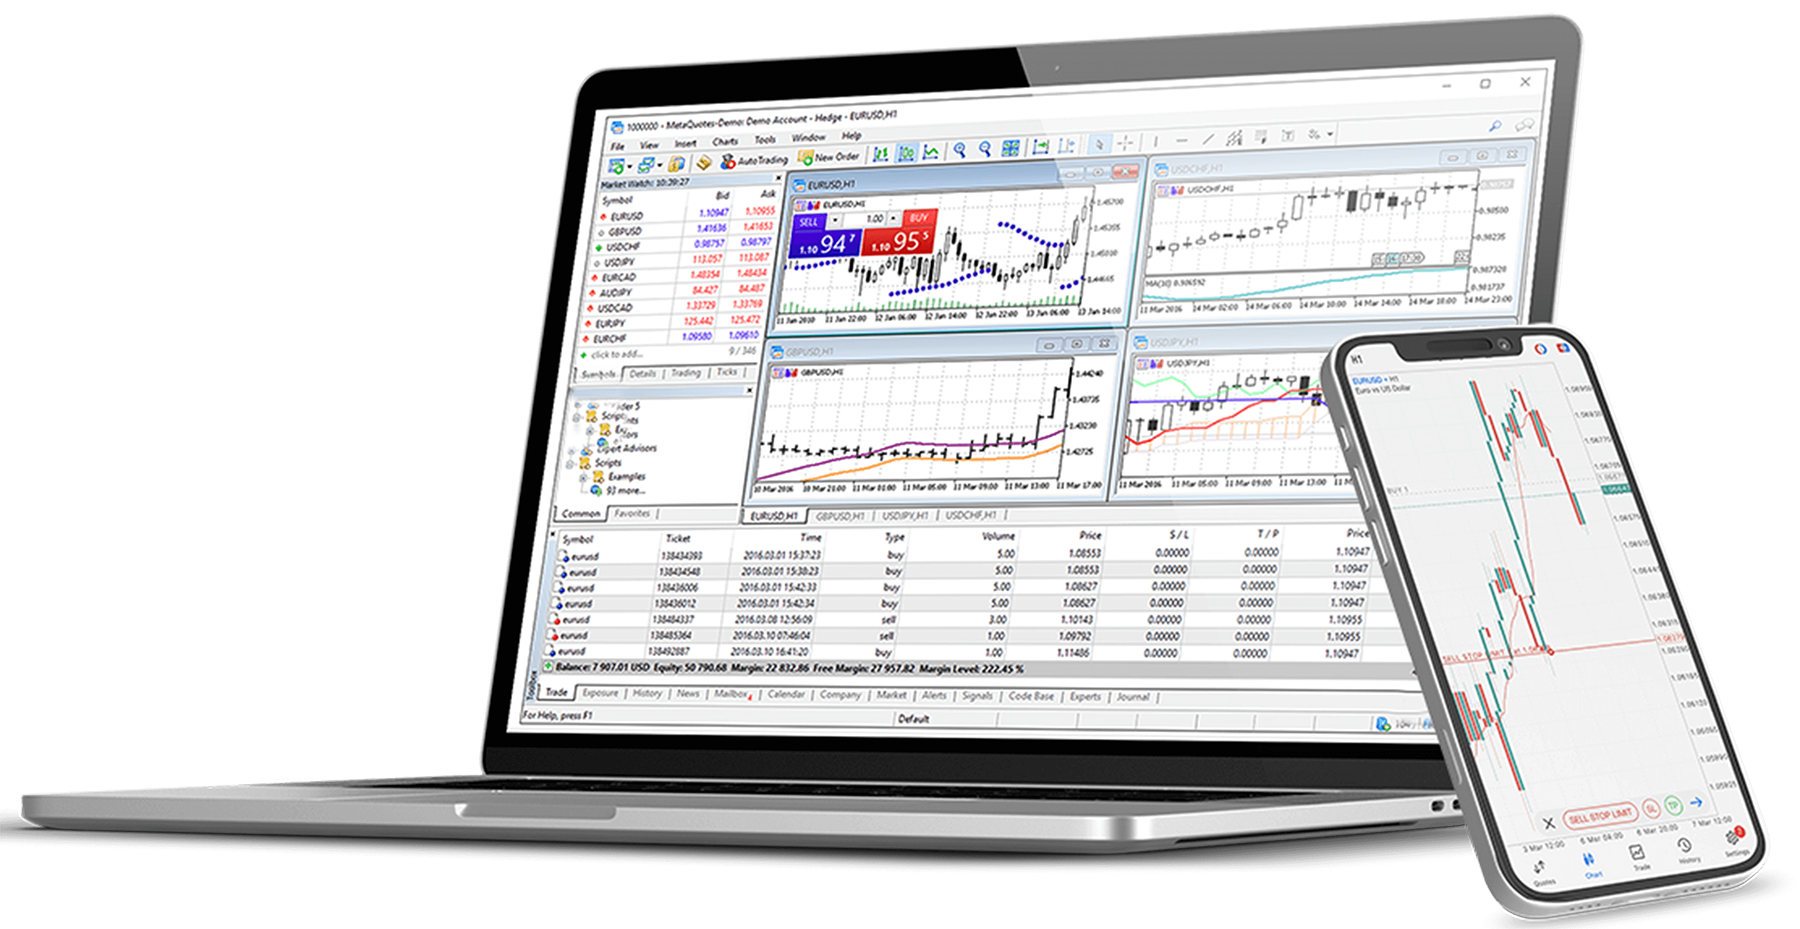 1000000 - MetaQuotes-Demo: Demo Account - Hedge - EURUSD,H1
File View Insert Charts Tools Window Help
AutoTrading New Order
Market Watch: 10:39:27
Symbol Bid Ask
EURUSD 1.10947 1.10955
GBPUSD 1.41636 1.41653
USDCHF 0.98757 0.98797
USDJPY 113.057 113.087
EURCAD 1.48354 1.48434
AUDJPY 84.427 84.487
USDCAD 1.33729 1.33769
EURJPY 125.442 125.472
EURCHF 1.09580 1.09610
click to add... 9 / 346
Symbols Details Trading Ticks
Scripts
Expert Advisors
Scripts
Examples
93 more...
Common Favorites
EURUSD,H1
EURUSD,H1
SELL 1.00 BUY
1.10 94 7 1.10 95 5
1.45700
1.45355
1.45010
1.44665
11 Jan 2010 11 Jan 22:00 12 Jan 06:00 12 Jan 14:00 12 Jan 22:00 13 Jan 06:00 13 Jan 14:00
USDCHF,H1
USDCHF,H1
0.98500
0.98235
MA(10) 0.986592
0.987328
0.981737
11 Mar 2016 14 Mar 02:00 14 Mar 06:00 14 Mar 10:00 14 Mar 14:00 14 Mar 18:00 14 Mar 23:00
GBPUSD,H1
GBPUSD,H1
1.44240
1.43735
1.43230
1.42725
10 Mar 2016 10 Mar 21:00 11 Mar 01:00 11 Mar 05:00 11 Mar 09:00 11 Mar 13:00 11 Mar 17:00
USDJPY,H1
USDJPY,H1
11 Mar 2016 11 Mar 05:00 11 Mar 09:00 11 Mar 13:00 11 Mar
EURUSD,H1 GBPUSD,H1 USDJPY,H1 USDCHF,H1
Symbol Ticket Time Type Volume Price S / L T / P Price
eurusd 138434393 2016.03.01 15:37:23 buy 5.00 1.08553 0.00000 0.00000 1.10947
eurusd 138434548 2016.03.01 15:38:23 buy 5.00 1.08553 0.00000 0.00000 1.10947
eurusd 138436006 2016.03.01 15:42:33 buy 5.00 1.08627 0.00000 0.00000 1.10947
eurusd 138436012 2016.03.01 15:42:34 buy 5.00 1.08627 0.00000 0.00000 1.10947
eurusd 138484337 2016.03.08 12:56:09 sell 3.00 1.10143 0.00000 0.00000 1.10955
eurusd 138485364 2016.03.10 07:46:04 sell 1.00 1.09792 0.00000 0.00000 1.10955
eurusd 138492887 2016.03.10 16:41:20 buy 1.00 1.11486 0.00000 0.00000 1.10947
Balance: 7 907.01 USD Equity: 50 790.68 Margin: 22 832.86 Free Margin: 27 957.82 Margin Level: 222.45 %
Toolbox
Trade Exposure History News Mailbox 4 Calendar Company Market Alerts Signals Code Base Experts Journal
For Help, press F1 Default
H1
EURUSD • H1
Euro vs US Dollar
BUY 1
SELL STOP LIMIT
SELL STOP LIMIT SL TP
3 Mar 12:00 6 Mar 04:00 6 Mar 20:00 7 Mar 12:00
Quotes Chart Trade History Settings